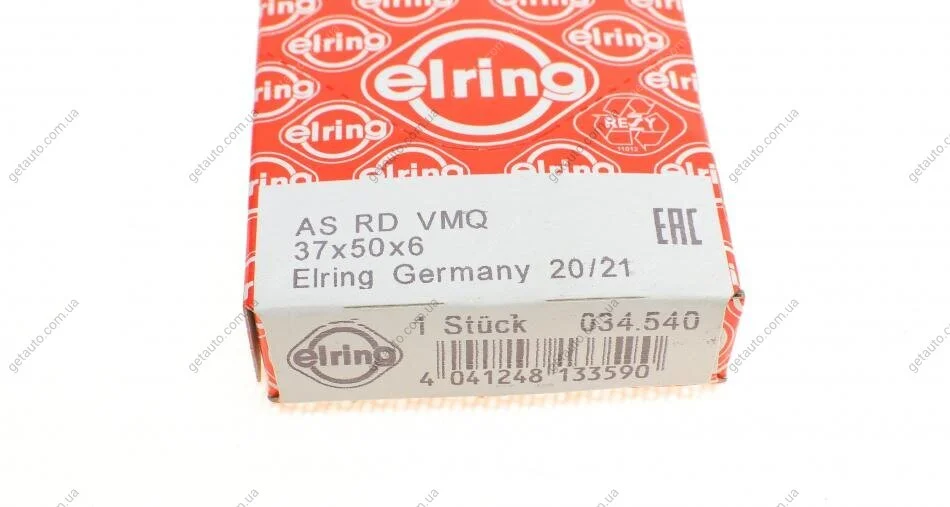 elring
elring
elring
elring
elring
elring
elring
REZY
11013
AS RD VMQ
37x50x6
Elring Germany 20/21
EAC
1 Stück 034.540
elring
4 041248 133590
getauto.com.ua